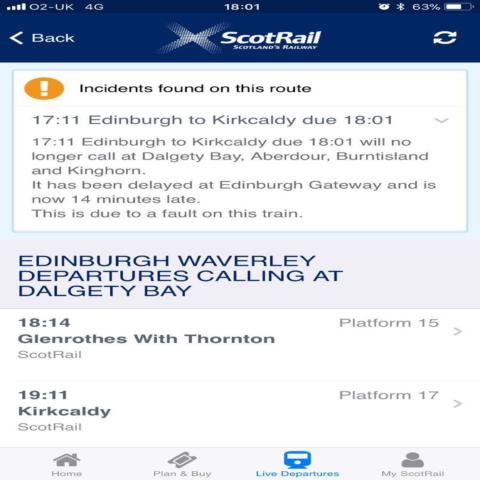 O2-UK 4G 18:01 63%
Back ScotRail
SCOTLAND'S RAILWAY
Incidents found on this route
17:11 Edinburgh to Kirkcaldy due 18:01
17:11 Edinburgh to Kirkcaldy due 18:01 will no
longer call at Dalgety Bay, Aberdour, Burntisland
and Kinghorn.
It has been delayed at Edinburgh Gateway and is
now 14 minutes late.
This is due to a fault on this train.
EDINBURGH WAVERLEY
DEPARTURES CALLING AT
DALGETY BAY
18:14 Platform 15
Glenrothes With Thornton
ScotRail
19:11 Platform 17
Kirkcaldy
ScotRail
Home Plan & Buy Live Departures My ScotRail